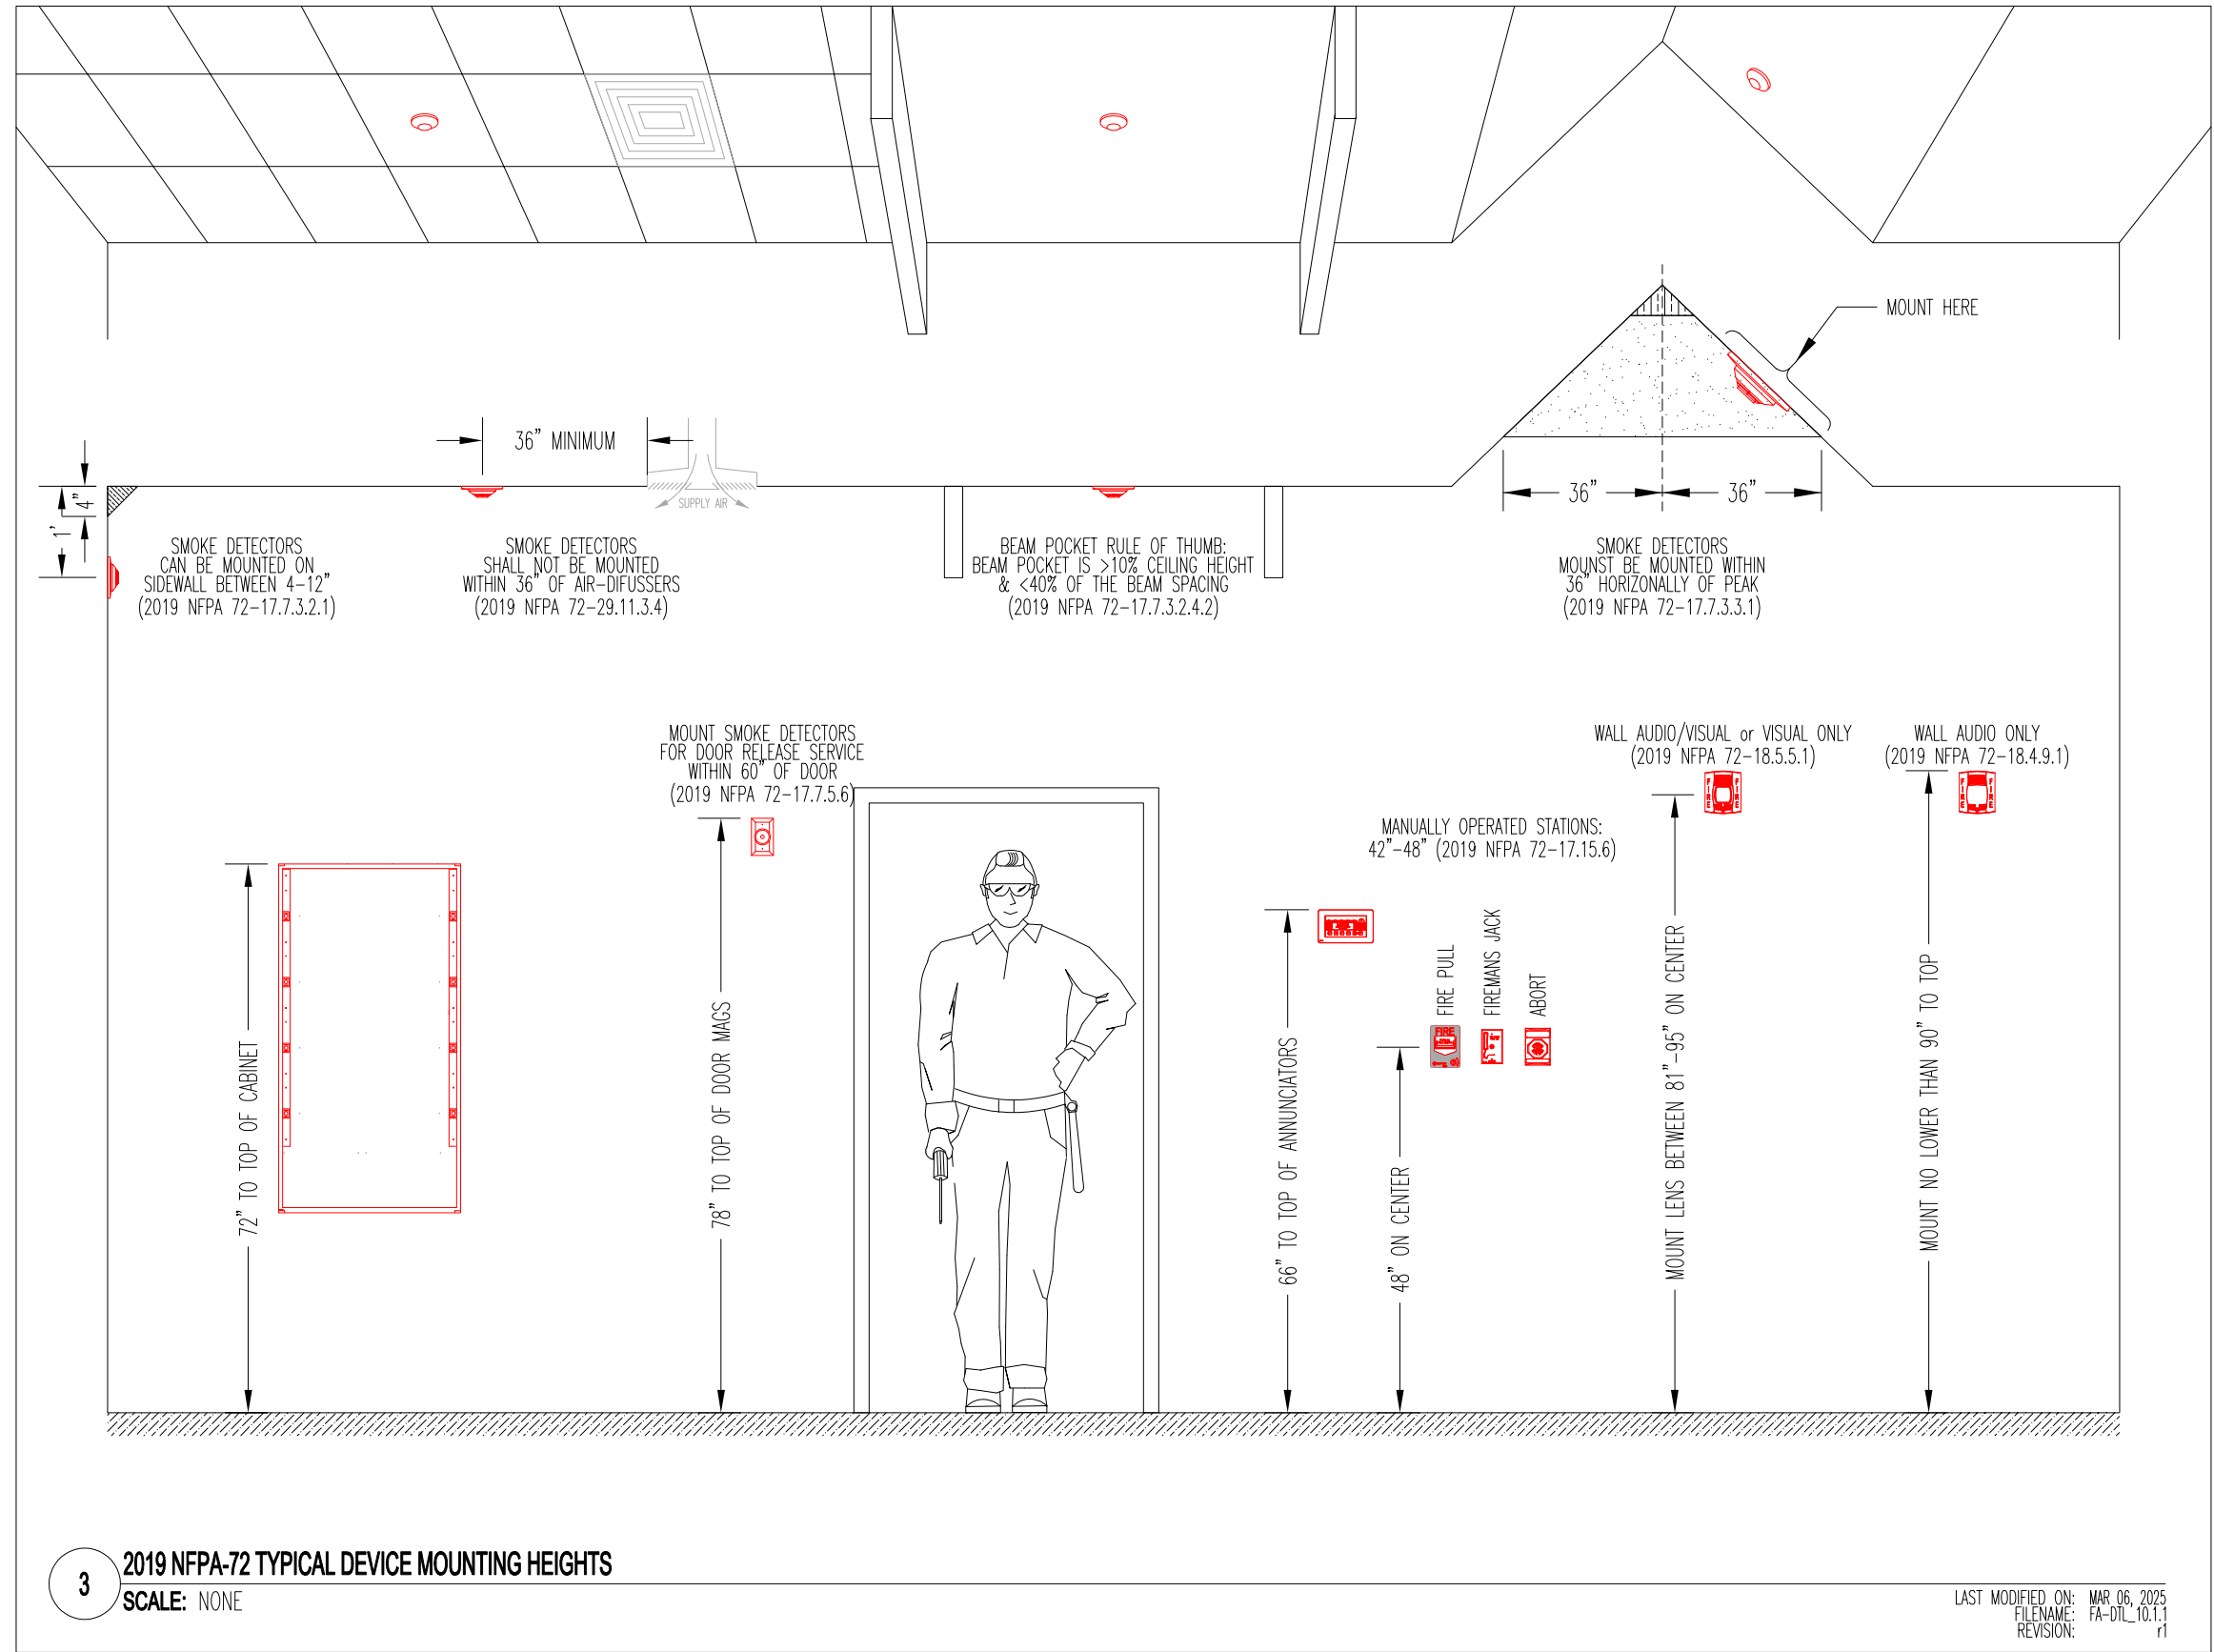 MOUNT HERE
36” MINIMUM
SUPPLY AIR
4”
1’
36”
36”
SMOKE DETECTORS
CAN BE MOUNTED ON
SIDEWALL BETWEEN 4–12”
(2019 NFPA 72–17.7.3.2.1)
SMOKE DETECTORS
SHALL NOT BE MOUNTED
WITHIN 36” OF AIR–DIFUSSERS
(2019 NFPA 72–29.11.3.4)
BEAM POCKET RULE OF THUMB:
BEAM POCKET IS >10% CEILING HEIGHT
& <40% OF THE BEAM SPACING
(2019 NFPA 72–17.7.3.2.4.2)
SMOKE DETECTORS
MOUNST BE MOUNTED WITHIN
36” HORIZONALLY OF PEAK
(2019 NFPA 72–17.7.3.3.1)
MOUNT SMOKE DETECTORS
FOR DOOR RELEASE SERVICE
WITHIN 60” OF DOOR
(2019 NFPA 72–17.7.5.6)
WALL AUDIO/VISUAL or VISUAL ONLY
(2019 NFPA 72–18.5.5.1)
WALL AUDIO ONLY
(2019 NFPA 72–18.4.9.1)
FIRE
FIRE
FIRE
FIRE
MANUALLY OPERATED STATIONS:
42”–48” (2019 NFPA 72–17.15.6)
72” TO TOP OF CABINET
78” TO TOP OF DOOR MAGS
66” TO TOP OF ANNUNCIATORS
48” ON CENTER
FIRE PULL
FIREMANS JACK
ABORT
FIRE
MOUNT LENS BETWEEN 81”–95” ON CENTER
MOUNT NO LOWER THAN 90” TO TOP
3
2019 NFPA-72 TYPICAL DEVICE MOUNTING HEIGHTS
SCALE: NONE
LAST MODIFIED ON: MAR 06, 2025
FILENAME: FA–DTL_10.1.1
REVISION: r1